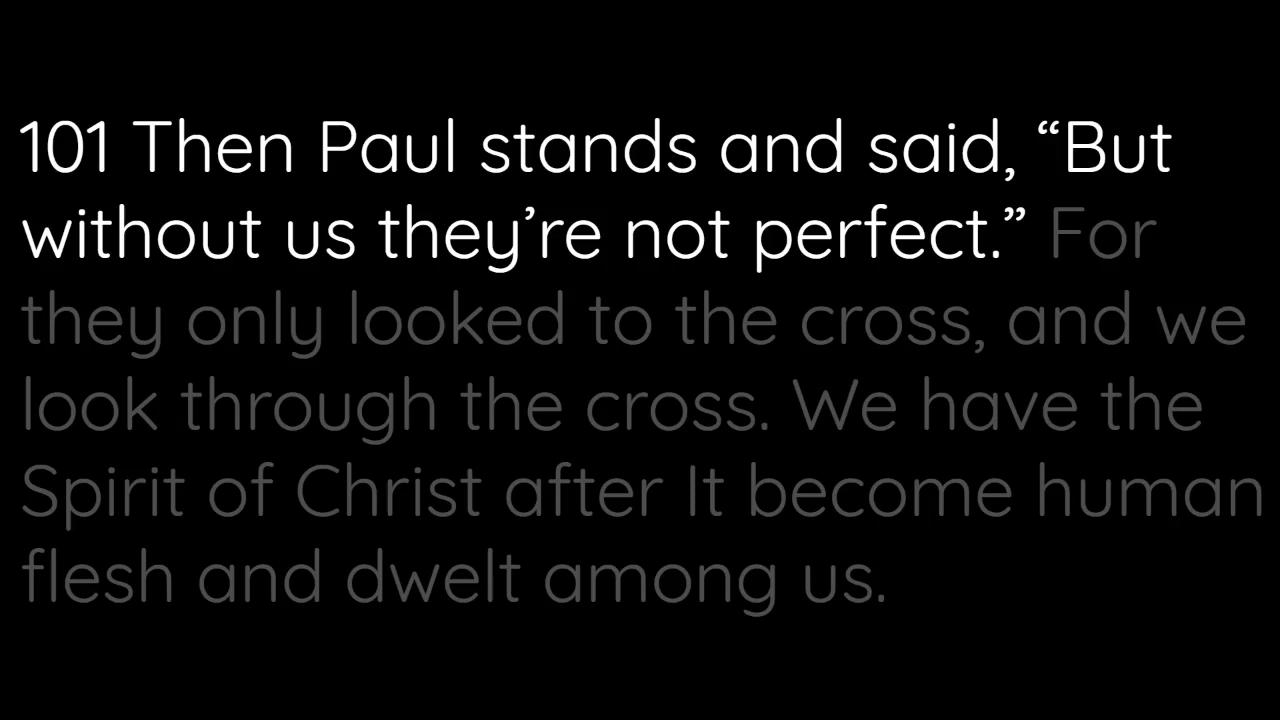 101 Then Paul stands and said, “But
without us they’re not perfect.” For
they only looked to the cross, and we
look through the cross. We have the
Spirit of Christ after It become human
flesh and dwelt among us.